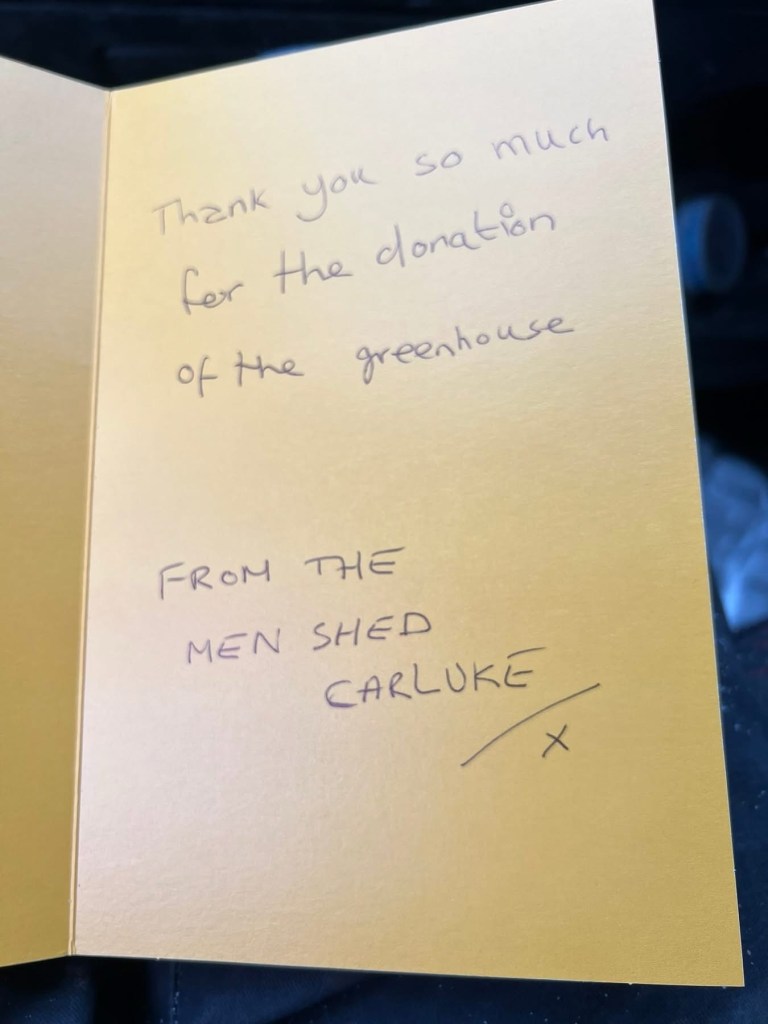 Thank you so much
for the donation
of the greenhouse
FROM THE
MEN SHED
CARLUKE
x